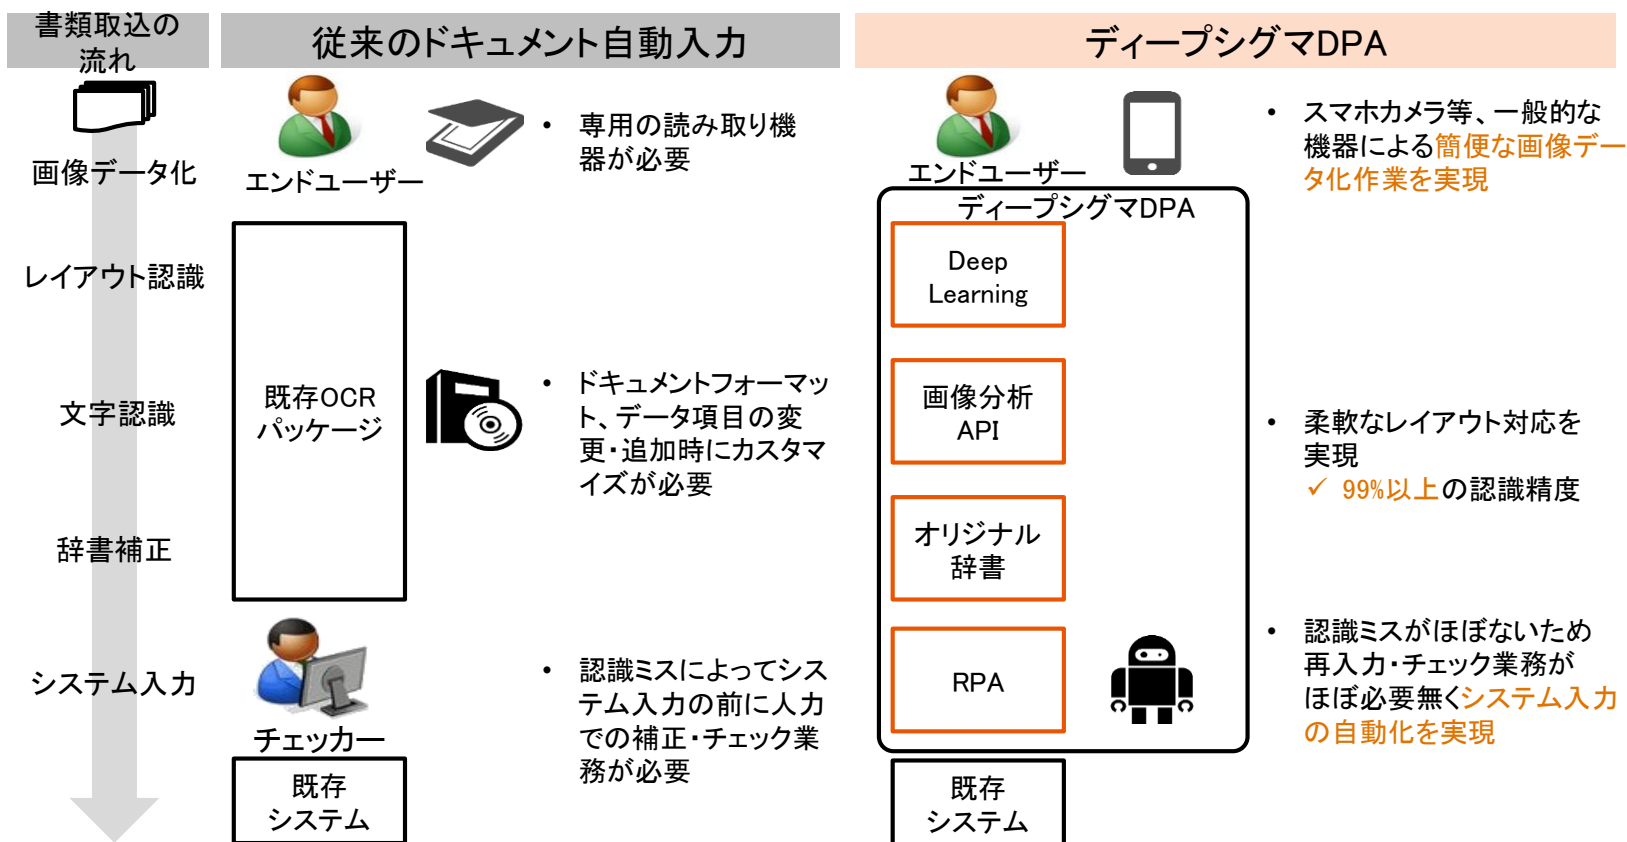 書類取込の
流れ
従来のドキュメント自動入力
ディープシグマDPA
画像データ化
エンドユーザー
• 専用の読み取り機
器が必要
エンドユーザー
• スマホカメラ等、一般的な
機器による簡便な画像デー
タ化作業を実現
ディープシグマDPA
レイアウト認識
Deep
Learning
文字認識
既存OCR
パッケージ
• ドキュメントフォーマッ
ト、データ項目の変
更・追加時にカスタマ
イズが必要
画像分析
API
• 柔軟なレイアウト対応を
実現
✓ 99%以上の認識精度
辞書補正
オリジナル
辞書
システム入力
チェッカー
• 認識ミスによってシス
テム入力の前に人力
での補正・チェック業
務が必要
RPA
• 認識ミスがほぼないため
再入力・チェック業務が
ほぼ必要無くシステム入力
の自動化を実現
既存
システム
既存
システム